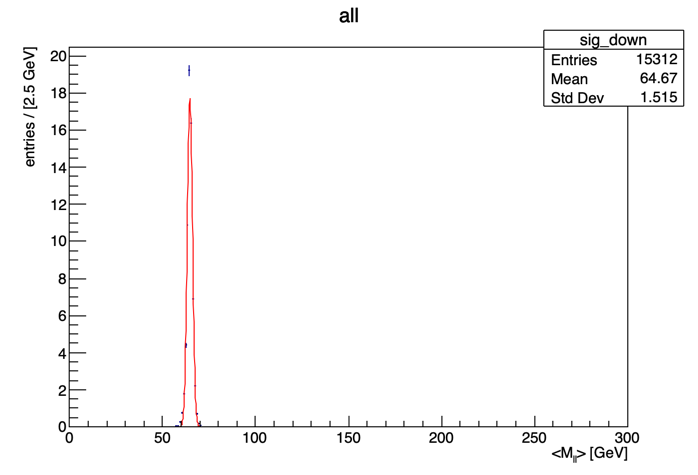 all
sig_down
Entries 15312
Mean 64.67
Std Dev 1.515
entries / [2.5 GeV]
20
18
16
14
12
10
8
6
4
2
0
0 50 100 150 200 250 300
<M_ll> [GeV]